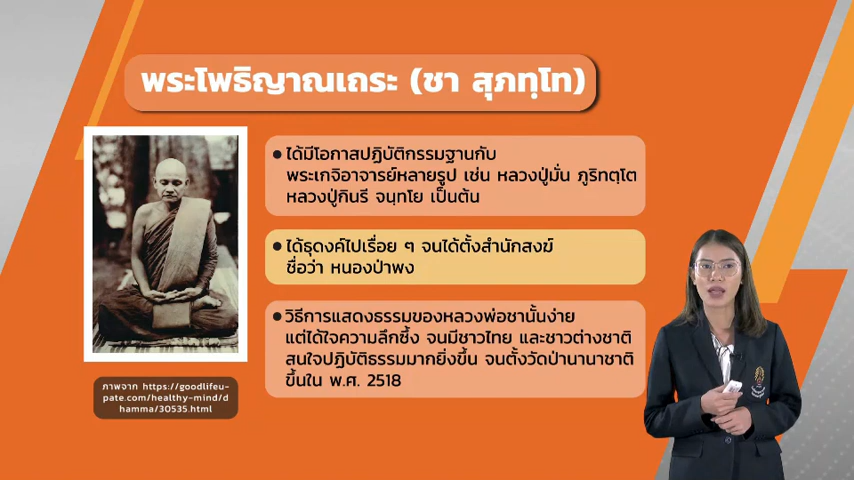 พระโพธิญาณเถระ (ชา สุภทฺโท)
● ได้มีโอกาสปฏิบัติกรรมฐานกับ
พระเกจิอาจารย์หลายรูป เช่น หลวงปู่มั่น ภูริทตฺโต
หลวงปู่กินรี จนฺทโย เป็นต้น
● ได้ธุดงค์ไปเรื่อย ๆ จนได้ตั้งสำนักสงฆ์
ชื่อว่า หนองป่าพง
● วิธีการแสดงธรรมของหลวงพ่อชานั้นง่าย
แต่ได้ใจความลึกซึ้ง จนมีชาวไทย และชาวต่างชาติ
สนใจปฏิบัติธรรมมากยิ่งขึ้น จนตั้งวัดป่านานาชาติ
ขึ้นใน พ.ศ. 2518
ภาพจาก https://goodlifeu-
pate.com/healthy-mind/d
hamma/30535.html